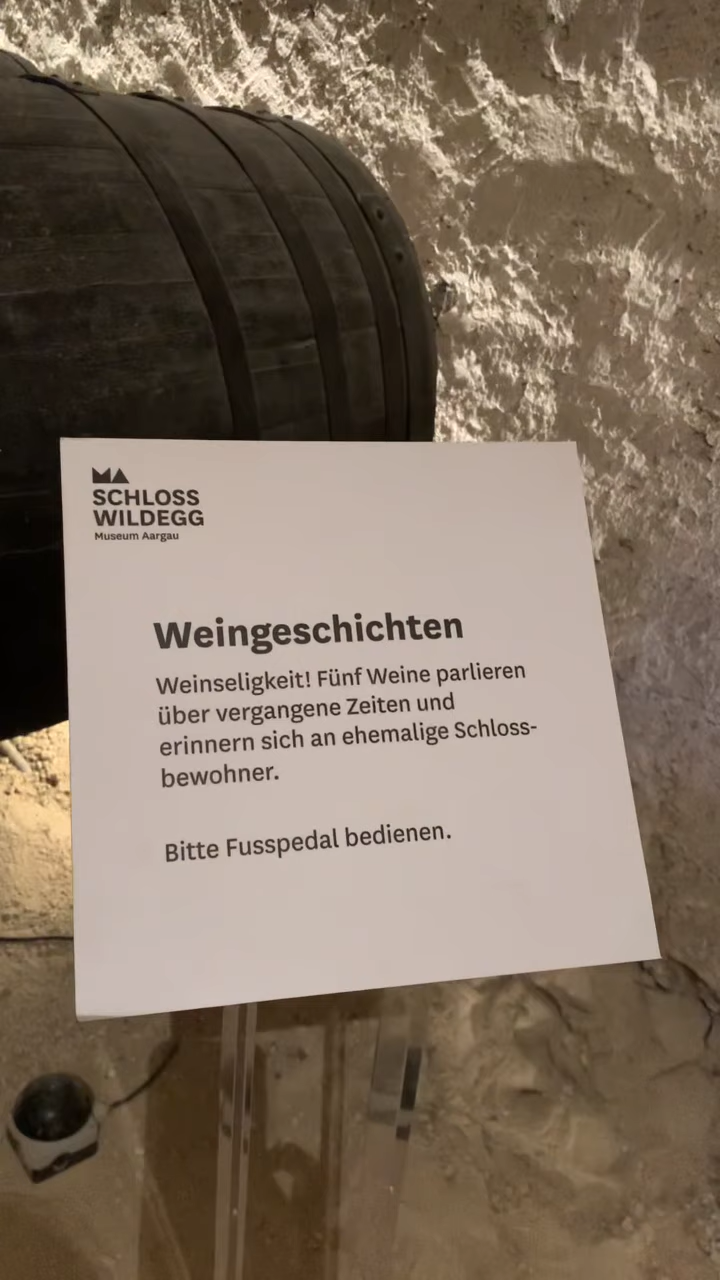 MA
SCHLOSS
WILDEGG
Museum Aargau
Weingeschichten
Weinseligkeit! Fünf Weine parlieren
über vergangene Zeiten und
erinnern sich an ehemalige Schloss-
bewohner.
Bitte Fusspedal bedienen.